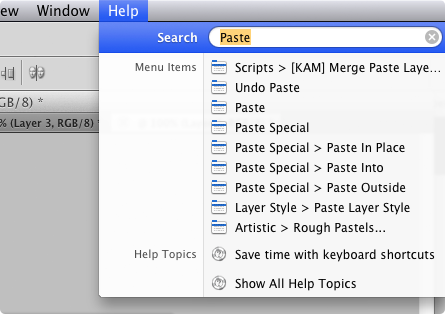 ew Window Help
Search Paste
Menu Items Scripts > [KAM] Merge Paste Laye...
Undo Paste
Paste
Paste Special
Paste Special > Paste In Place
Paste Special > Paste Into
Paste Special > Paste Outside
Layer Style > Paste Layer Style
Artistic > Rough Pastels...
Help Topics Save time with keyboard shortcuts
Show All Help Topics
GB/8) *
% (Layer 3, RGB/8) *